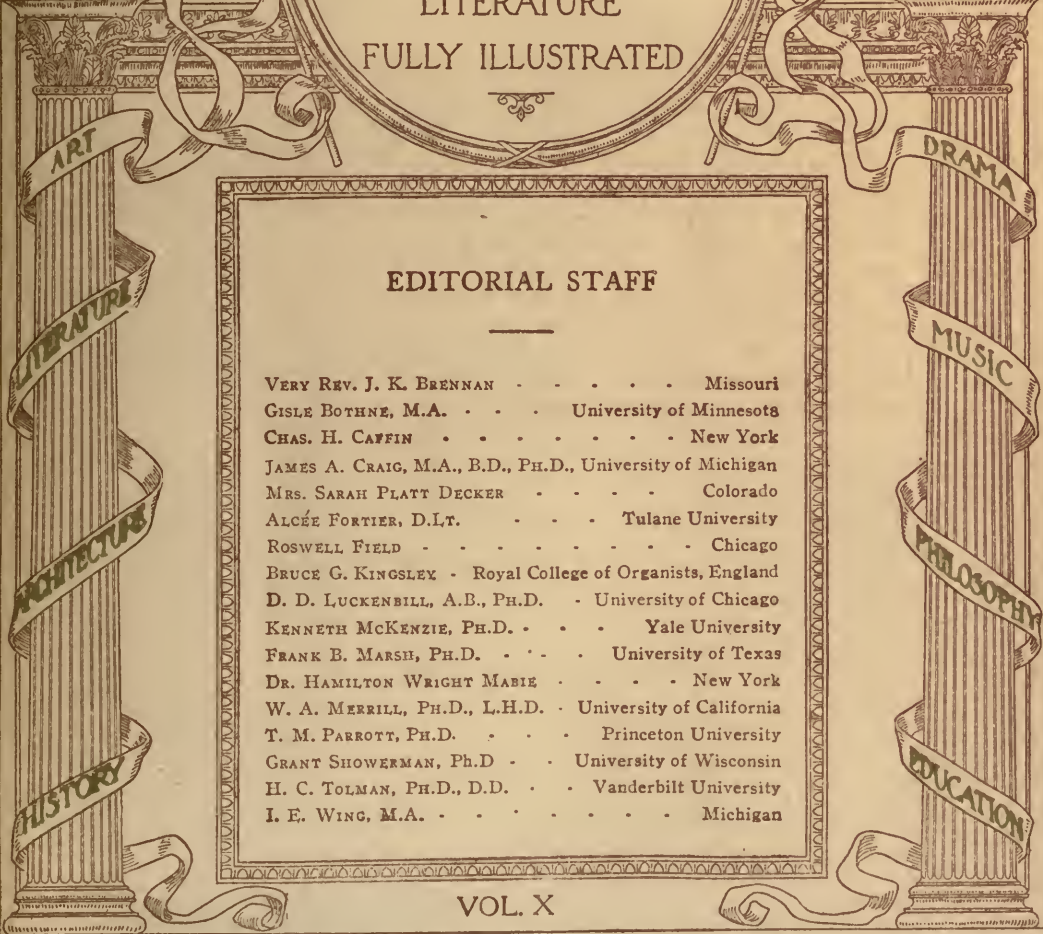 LITERATURE
FULLY ILLUSTRATED
ART
DRAMA
LITERATURE
MUSIC
ARCHITECTURE
PHILOSOPHY
HISTORY
EDUCATION
EDITORIAL STAFF
VERY REV. J. K. BRENNAN - - - - - Missouri
GISLE BOTHNE, M.A. - - - University of Minnesota
CHAS. H. CAFFIN - - - - - - - New York
JAMES A. CRAIG, M.A., B.D., PH.D., University of Michigan
MRS. SARAH PLATT DECKER - - - - Colorado
ALCÉE FORTIER, D.LT. - - - Tulane University
ROSWELL FIELD - - - - - - - - Chicago
BRUCE G. KINGSLEY - Royal College of Organists, England
D. D. LUCKENBILL, A.B., PH.D. - University of Chicago
KENNETH MCKENZIE, PH.D. - - - Yale University
FRANK B. MARSH, PH.D. - - - University of Texas
DR. HAMILTON WRIGHT MABIE - - - - New York
W. A. MERRILL, PH.D., L.H.D. - University of California
T. M. PARROTT, PH.D. - - - Princeton University
GRANT SHOWERMAN, Ph.D - - University of Wisconsin
H. C. TOLMAN, PH.D., D.D. - - Vanderbilt University
I. E. WING, M.A. - - - - - - - Michigan
VOL. X